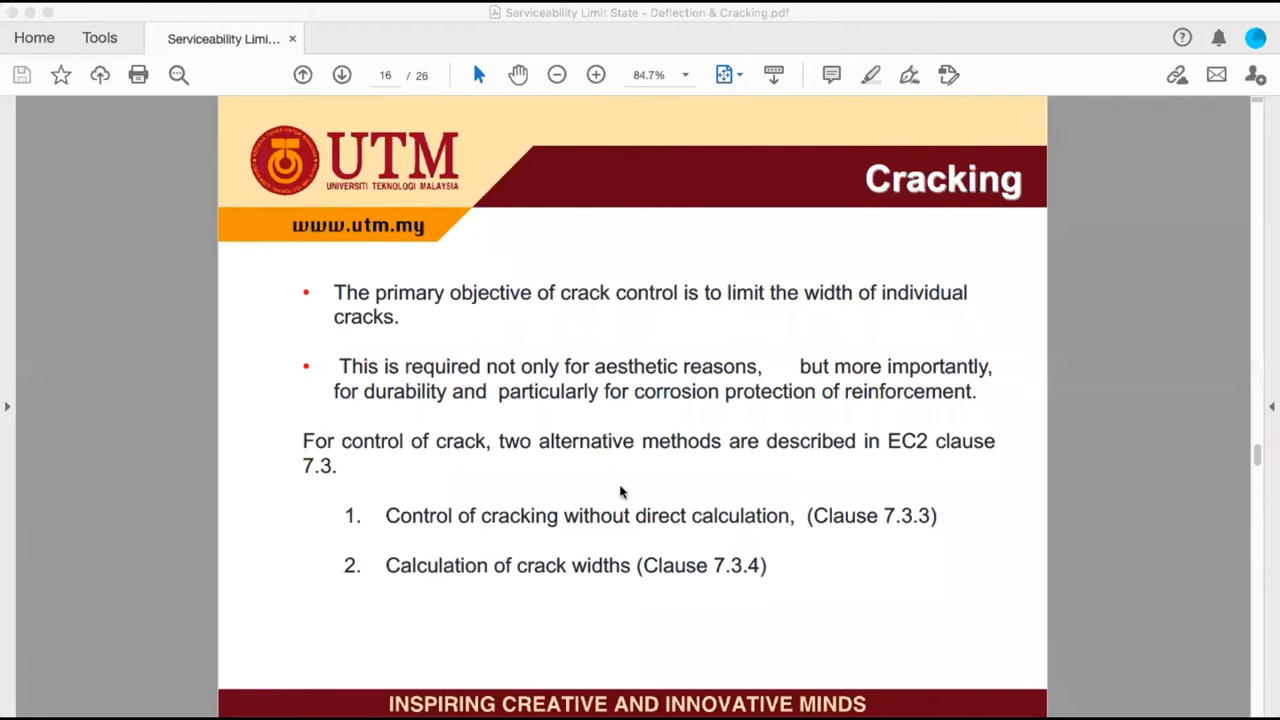 Serviceability Limit State - Deflection & Cracking.pdf
Home Tools Serviceability Limi... ×
16 / 26 84.7%
UTM
UNIVERSITI TEKNOLOGI MALAYSIA
Cracking
www.utm.my
• The primary objective of crack control is to limit the width of individual
cracks.
• This is required not only for aesthetic reasons, but more importantly,
for durability and particularly for corrosion protection of reinforcement.
For control of crack, two alternative methods are described in EC2 clause
7.3.
1. Control of cracking without direct calculation, (Clause 7.3.3)
2. Calculation of crack widths (Clause 7.3.4)
INSPIRING CREATIVE AND INNOVATIVE MINDS